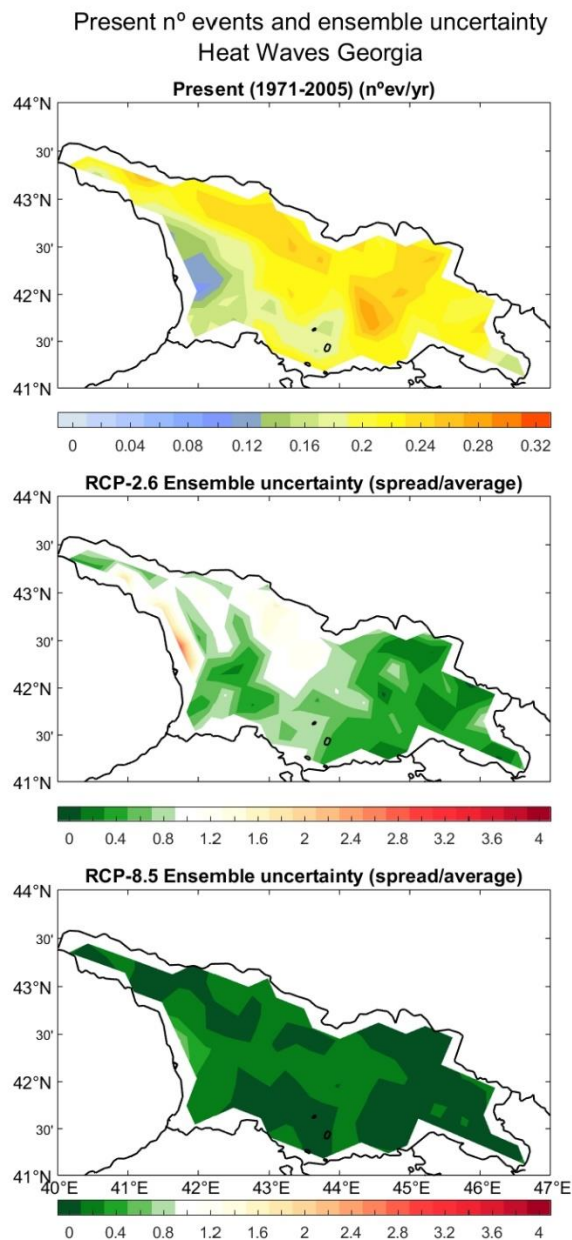 Present nº events and ensemble uncertainty
Heat Waves Georgia
Present (1971-2005) (nºev/yr)
44°N
30'
43°N
30'
42°N
30'
41°N
0 0.04 0.08 0.12 0.16 0.2 0.24 0.28 0.32
RCP-2.6 Ensemble uncertainty (spread/average)
44°N
30'
43°N
30'
42°N
30'
41°N
0 0.4 0.8 1.2 1.6 2 2.4 2.8 3.2 3.6 4
RCP-8.5 Ensemble uncertainty (spread/average)
44°N
30'
43°N
30'
42°N
30'
41°N
40°E 41°E 42°E 43°E 44°E 45°E 46°E 47°E
0 0.4 0.8 1.2 1.6 2 2.4 2.8 3.2 3.6 4